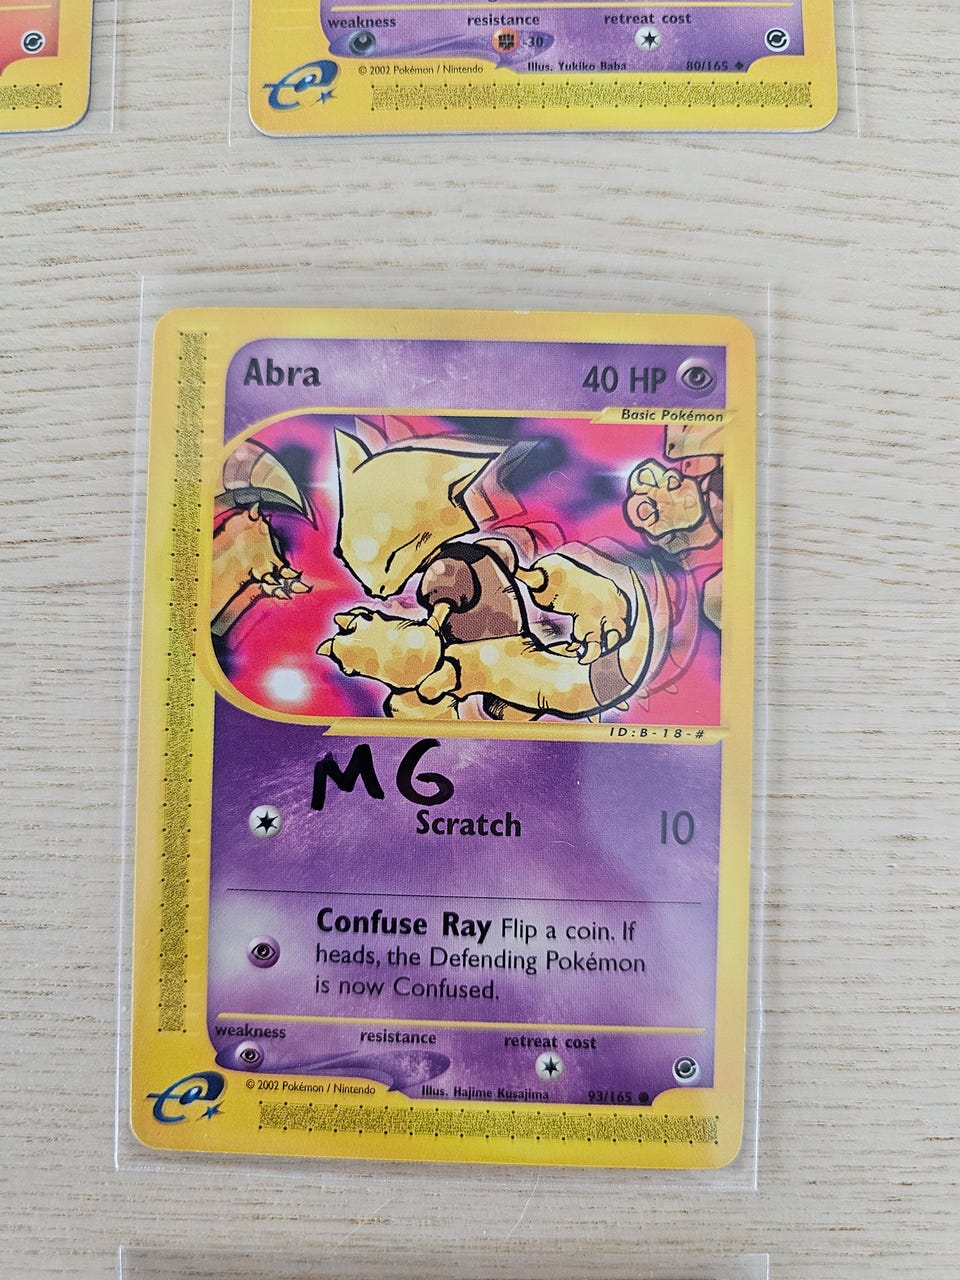 weakness resistance retreat cost
-30
© 2002 Pokémon / Nintendo Illus. Yukiko Baba 80/165
Abra 40 HP
Basic Pokémon
ID:B-18-#
MG
Scratch 10
Confuse Ray Flip a coin. If
heads, the Defending Pokémon
is now Confused.
weakness resistance retreat cost
© 2002 Pokémon / Nintendo Illus. Hajime Kusajima 93/165